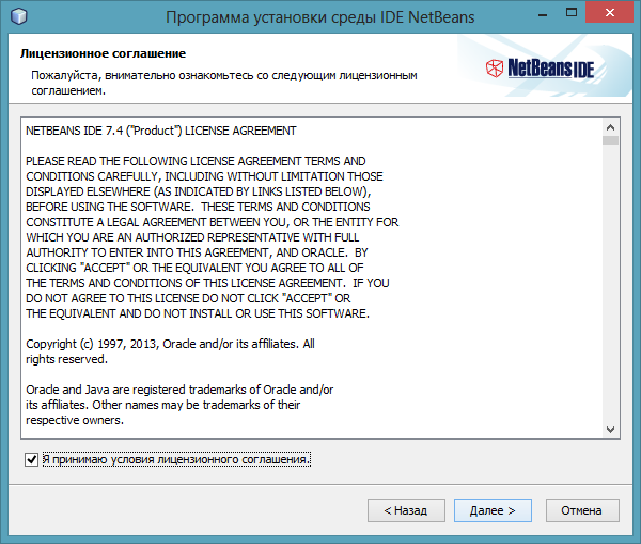 Программа установки среды IDE NetBeans
Лицензионное соглашение
Пожалуйста, внимательно ознакомьтесь со следующим лицензионным
соглашением.
NetBeans IDE
NETBEANS IDE 7.4 ("Product") LICENSE AGREEMENT
PLEASE READ THE FOLLOWING LICENSE AGREEMENT TERMS AND
CONDITIONS CAREFULLY, INCLUDING WITHOUT LIMITATION THOSE
DISPLAYED ELSEWHERE (AS INDICATED BY LINKS LISTED BELOW),
BEFORE USING THE SOFTWARE.  THESE TERMS AND CONDITIONS
CONSTITUTE A LEGAL AGREEMENT BETWEEN YOU, OR THE ENTITY FOR
WHICH YOU ARE AN AUTHORIZED REPRESENTATIVE WITH FULL
AUTHORITY TO ENTER INTO THIS AGREEMENT, AND ORACLE.  BY
CLICKING "ACCEPT" OR THE EQUIVALENT YOU AGREE TO ALL OF
THE TERMS AND CONDITIONS OF THIS LICENSE AGREEMENT.  IF YOU
DO NOT AGREE TO THIS LICENSE DO NOT CLICK "ACCEPT" OR
THE EQUIVALENT AND DO NOT INSTALL OR USE THIS SOFTWARE.
Copyright (c) 1997, 2013, Oracle and/or its affiliates. All
rights reserved.
Oracle and Java are registered trademarks of Oracle and/or
its affiliates. Other names may be trademarks of their
respective owners.
Я принимаю условия лицензионного соглашения.
< Назад
Далее >
Отмена